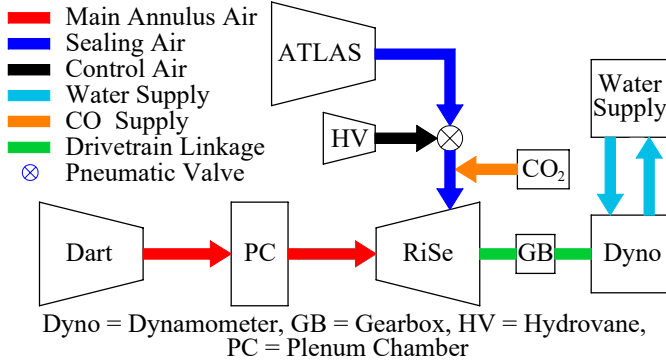 Main Annulus Air
Sealing Air
Control Air
Water Supply
CO Supply
Drivetrain Linkage
Pneumatic Valve
ATLAS
HV
CO₂
Water
Supply
Dart
PC
RiSe
GB
Dyno
Dyno = Dynamometer, GB = Gearbox, HV = Hydrovane,
PC = Plenum Chamber